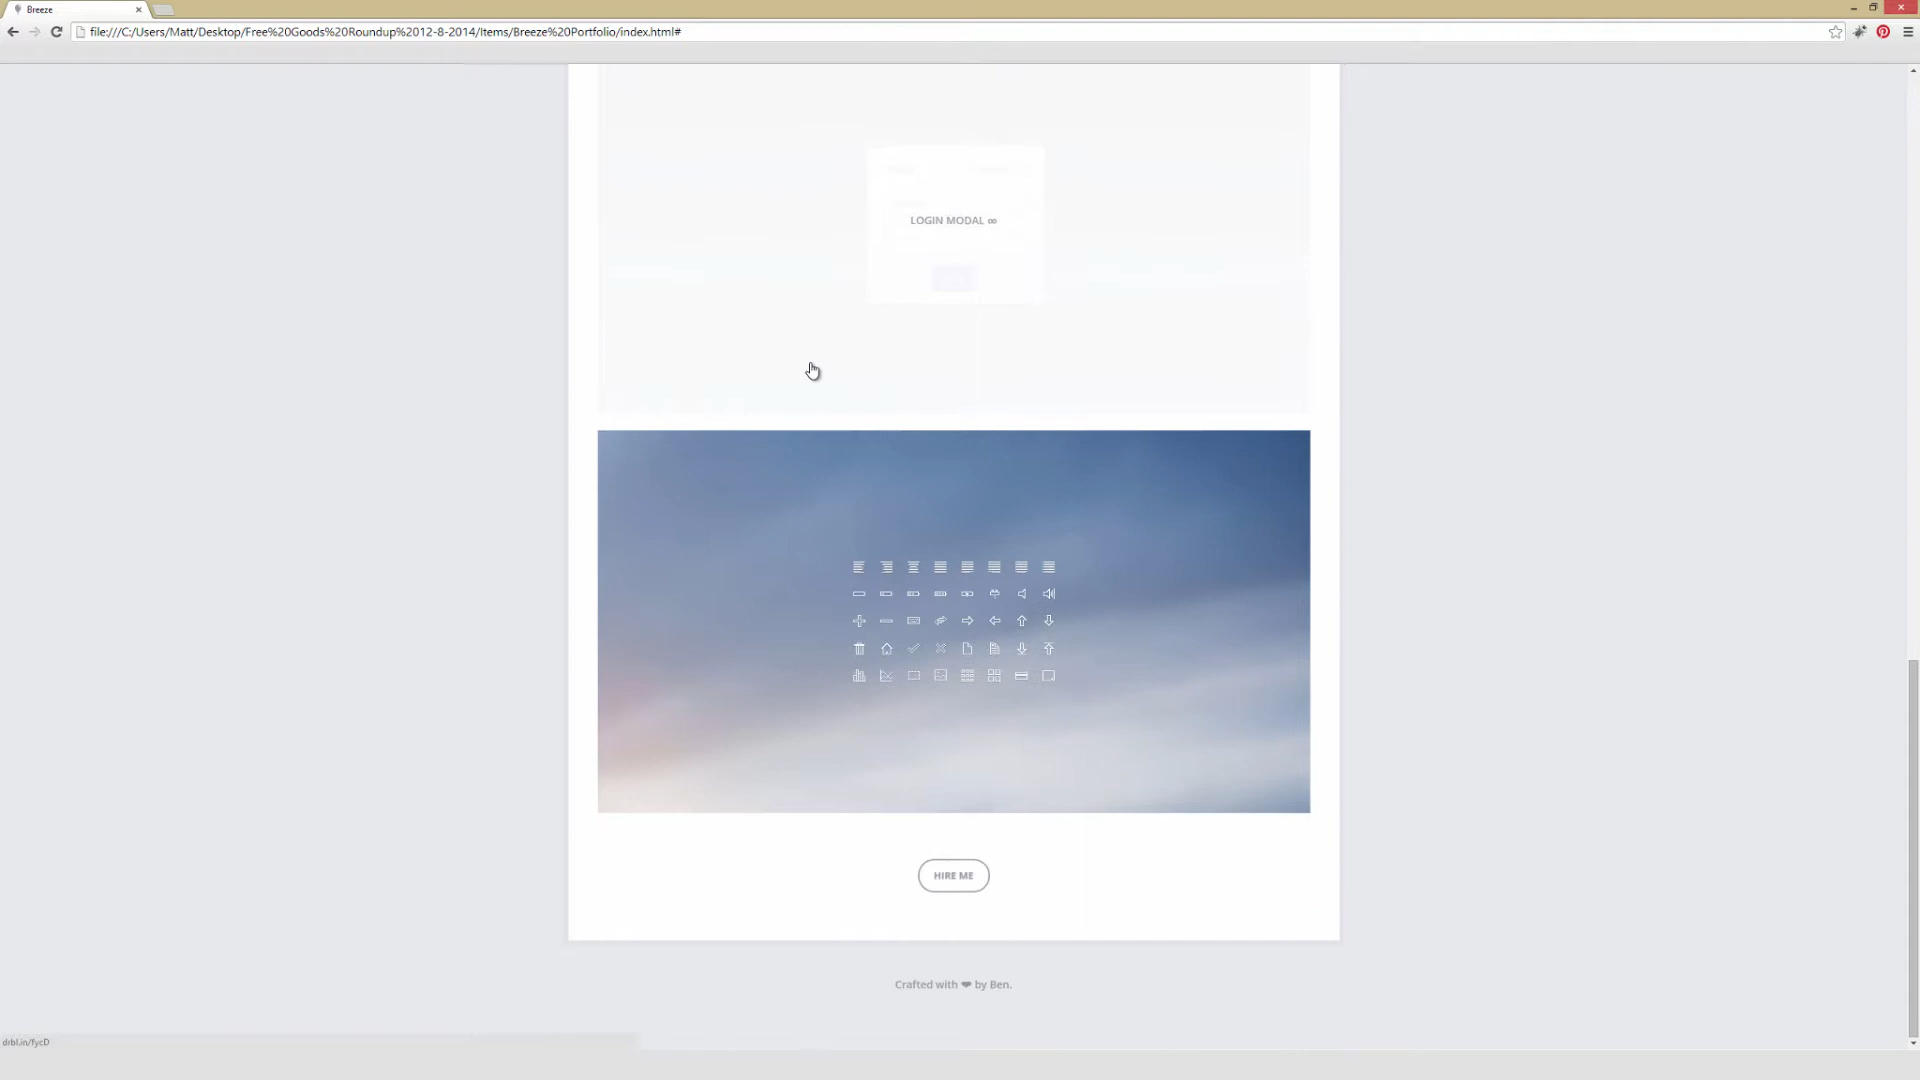 Breeze
file:///C:/Users/Matt/Desktop/Free%20Goods%20Roundup%2012-8-2014/Items/Breeze%20Portfolio/index.html#
LOGIN MODAL ∞
HIRE ME
Crafted with ❤ by Ben.
drbl.in/fycD